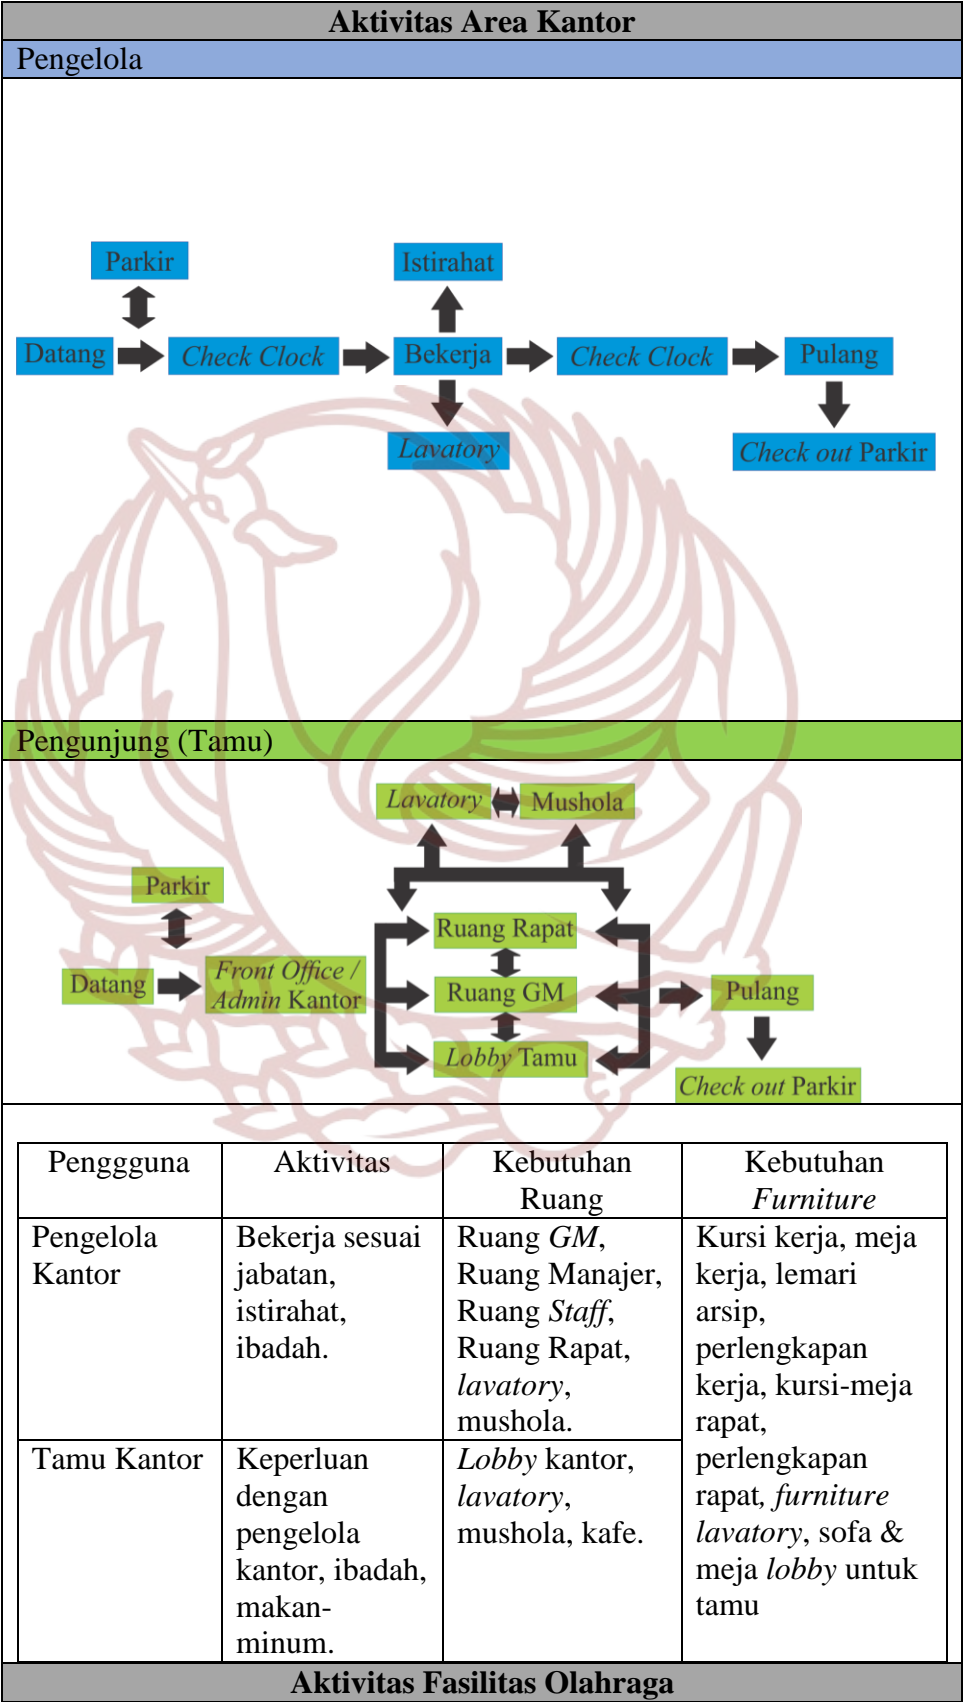 Aktivitas Area Kantor
Pengelola
Parkir
Istirahat
Datang
Check Clock
Bekerja
Check Clock
Pulang
Lavatory
Check out Parkir
Pengunjung (Tamu)
Lavatory
Mushola
Parkir
Ruang Rapat
Datang
Front Office /
Admin Kantor
Ruang GM
Pulang
Lobby Tamu
Check out Parkir
Penggguna
Aktivitas
Kebutuhan
Ruang
Kebutuhan
Furniture
Pengelola
Kantor
Bekerja sesuai
jabatan,
istirahat,
ibadah.
Ruang GM,
Ruang Manajer,
Ruang Staff,
Ruang Rapat,
lavatory,
mushola.
Kursi kerja, meja
kerja, lemari
arsip,
perlengkapan
kerja, kursi-meja
rapat,
perlengkapan
rapat, furniture
lavatory, sofa &
meja lobby untuk
tamu
Tamu Kantor
Keperluan
dengan
pengelola
kantor, ibadah,
makan-
minum.
Lobby kantor,
lavatory,
mushola, kafe.
Aktivitas Fasilitas Olahraga